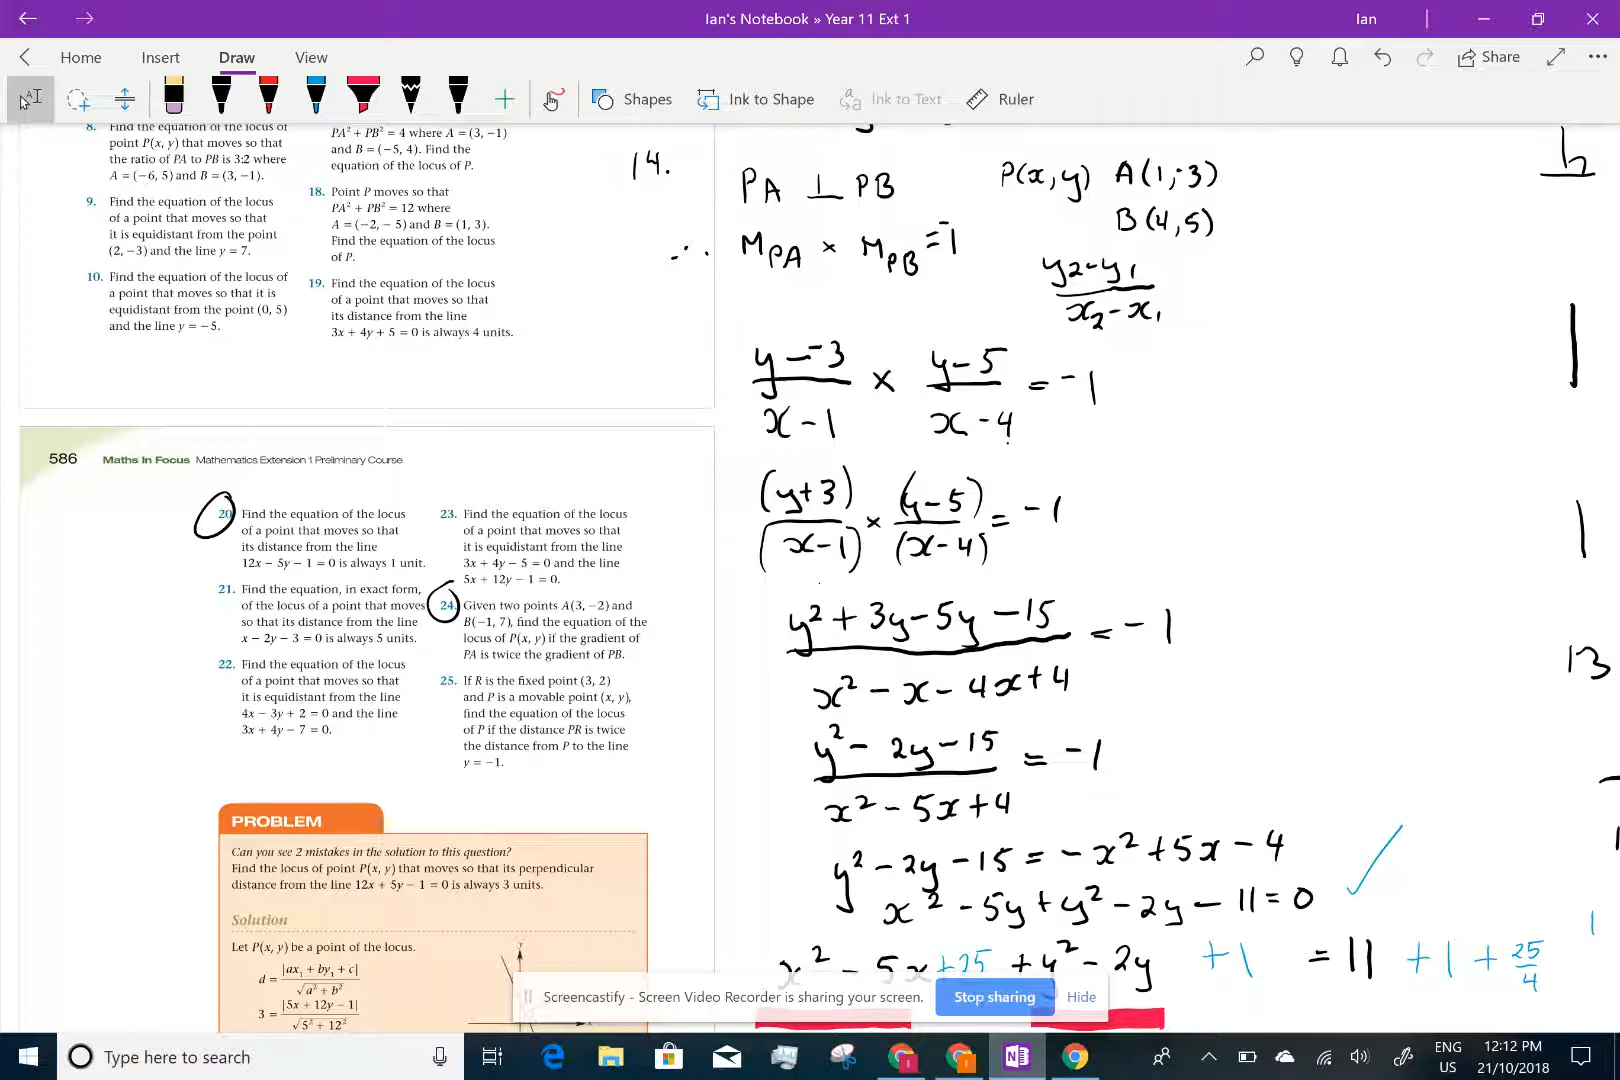 Ian's Notebook » Year 11 Ext 1
Ian
Home Insert Draw View
Share
Shapes
Ink to Shape
Ink to Text
Ruler
8. Find the equation of the locus of
point P(x, y) that moves so that
the ratio of PA to PB is 3:2 where
A = (−6, 5) and B = (3, −1).
9. Find the equation of the locus
of a point that moves so that
it is equidistant from the point
(2, −3) and the line y = 7.
10. Find the equation of the locus of
a point that moves so that it is
equidistant from the point (0, 5)
and the line y = −5.
PA² + PB² = 4 where A = (3, −1)
and B = (−5, 4). Find the
equation of the locus of P.
18. Point P moves so that
PA² + PB² = 12 where
A = (−2, − 5) and B = (1, 3).
Find the equation of the locus
of P.
19. Find the equation of the locus
of a point that moves so that
its distance from the line
3x + 4y + 5 = 0 is always 4 units.
586 Maths In Focus Mathematics Extension 1 Preliminary Course
20. Find the equation of the locus
of a point that moves so that
its distance from the line
12x − 5y − 1 = 0 is always 1 unit.
21. Find the equation, in exact form,
of the locus of a point that moves
so that its distance from the line
x − 2y − 3 = 0 is always 5 units.
22. Find the equation of the locus
of a point that moves so that
it is equidistant from the line
4x − 3y + 2 = 0 and the line
3x + 4y − 7 = 0.
23. Find the equation of the locus
of a point that moves so that
it is equidistant from the line
3x + 4y − 5 = 0 and the line
5x + 12y − 1 = 0.
24. Given two points A(3, −2) and
B(−1, 7), find the equation of the
locus of P(x, y) if the gradient of
PA is twice the gradient of PB.
25. If R is the fixed point (3, 2)
and P is a movable point (x, y),
find the equation of the locus
of P if the distance PR is twice
the distance from P to the line
y = −1.
PROBLEM
Can you see 2 mistakes in the solution to this question?
Find the locus of point P(x, y) that moves so that its perpendicular
distance from the line 12x + 5y − 1 = 0 is always 3 units.
Solution
Let P(x, y) be a point of the locus.
d = |ax₁ + by₁ + c| / √a² + b²
3 = |5x + 12y − 1| / √5² + 12²
y
x
14.
PA ⊥ PB
P(x, y) A(1, -3)
B(4, 5)
∴ M_PA × M_PB = -1
y₂-y₁ / x₂-x₁
y - -3 / x - 1 × y - 5 / x - 4 = -1
(y+3) / (x-1) × (y-5) / (x-4) = -1
y² + 3y - 5y - 15 / x² - x - 4x + 4 = -1
y² - 2y - 15 / x² - 5x + 4 = -1
y² - 2y - 15 = -x² + 5x - 4
x² - 5y + y² - 2y - 11 = 0 ✓
x² - 5x + 25 + y² - 2y +1 = 11 + 1 + 25/4
h
1
1
13
Screencastify - Screen Video Recorder is sharing your screen.
Stop sharing
Hide
Type here to search
ENG
US
12:12 PM
21/10/2018